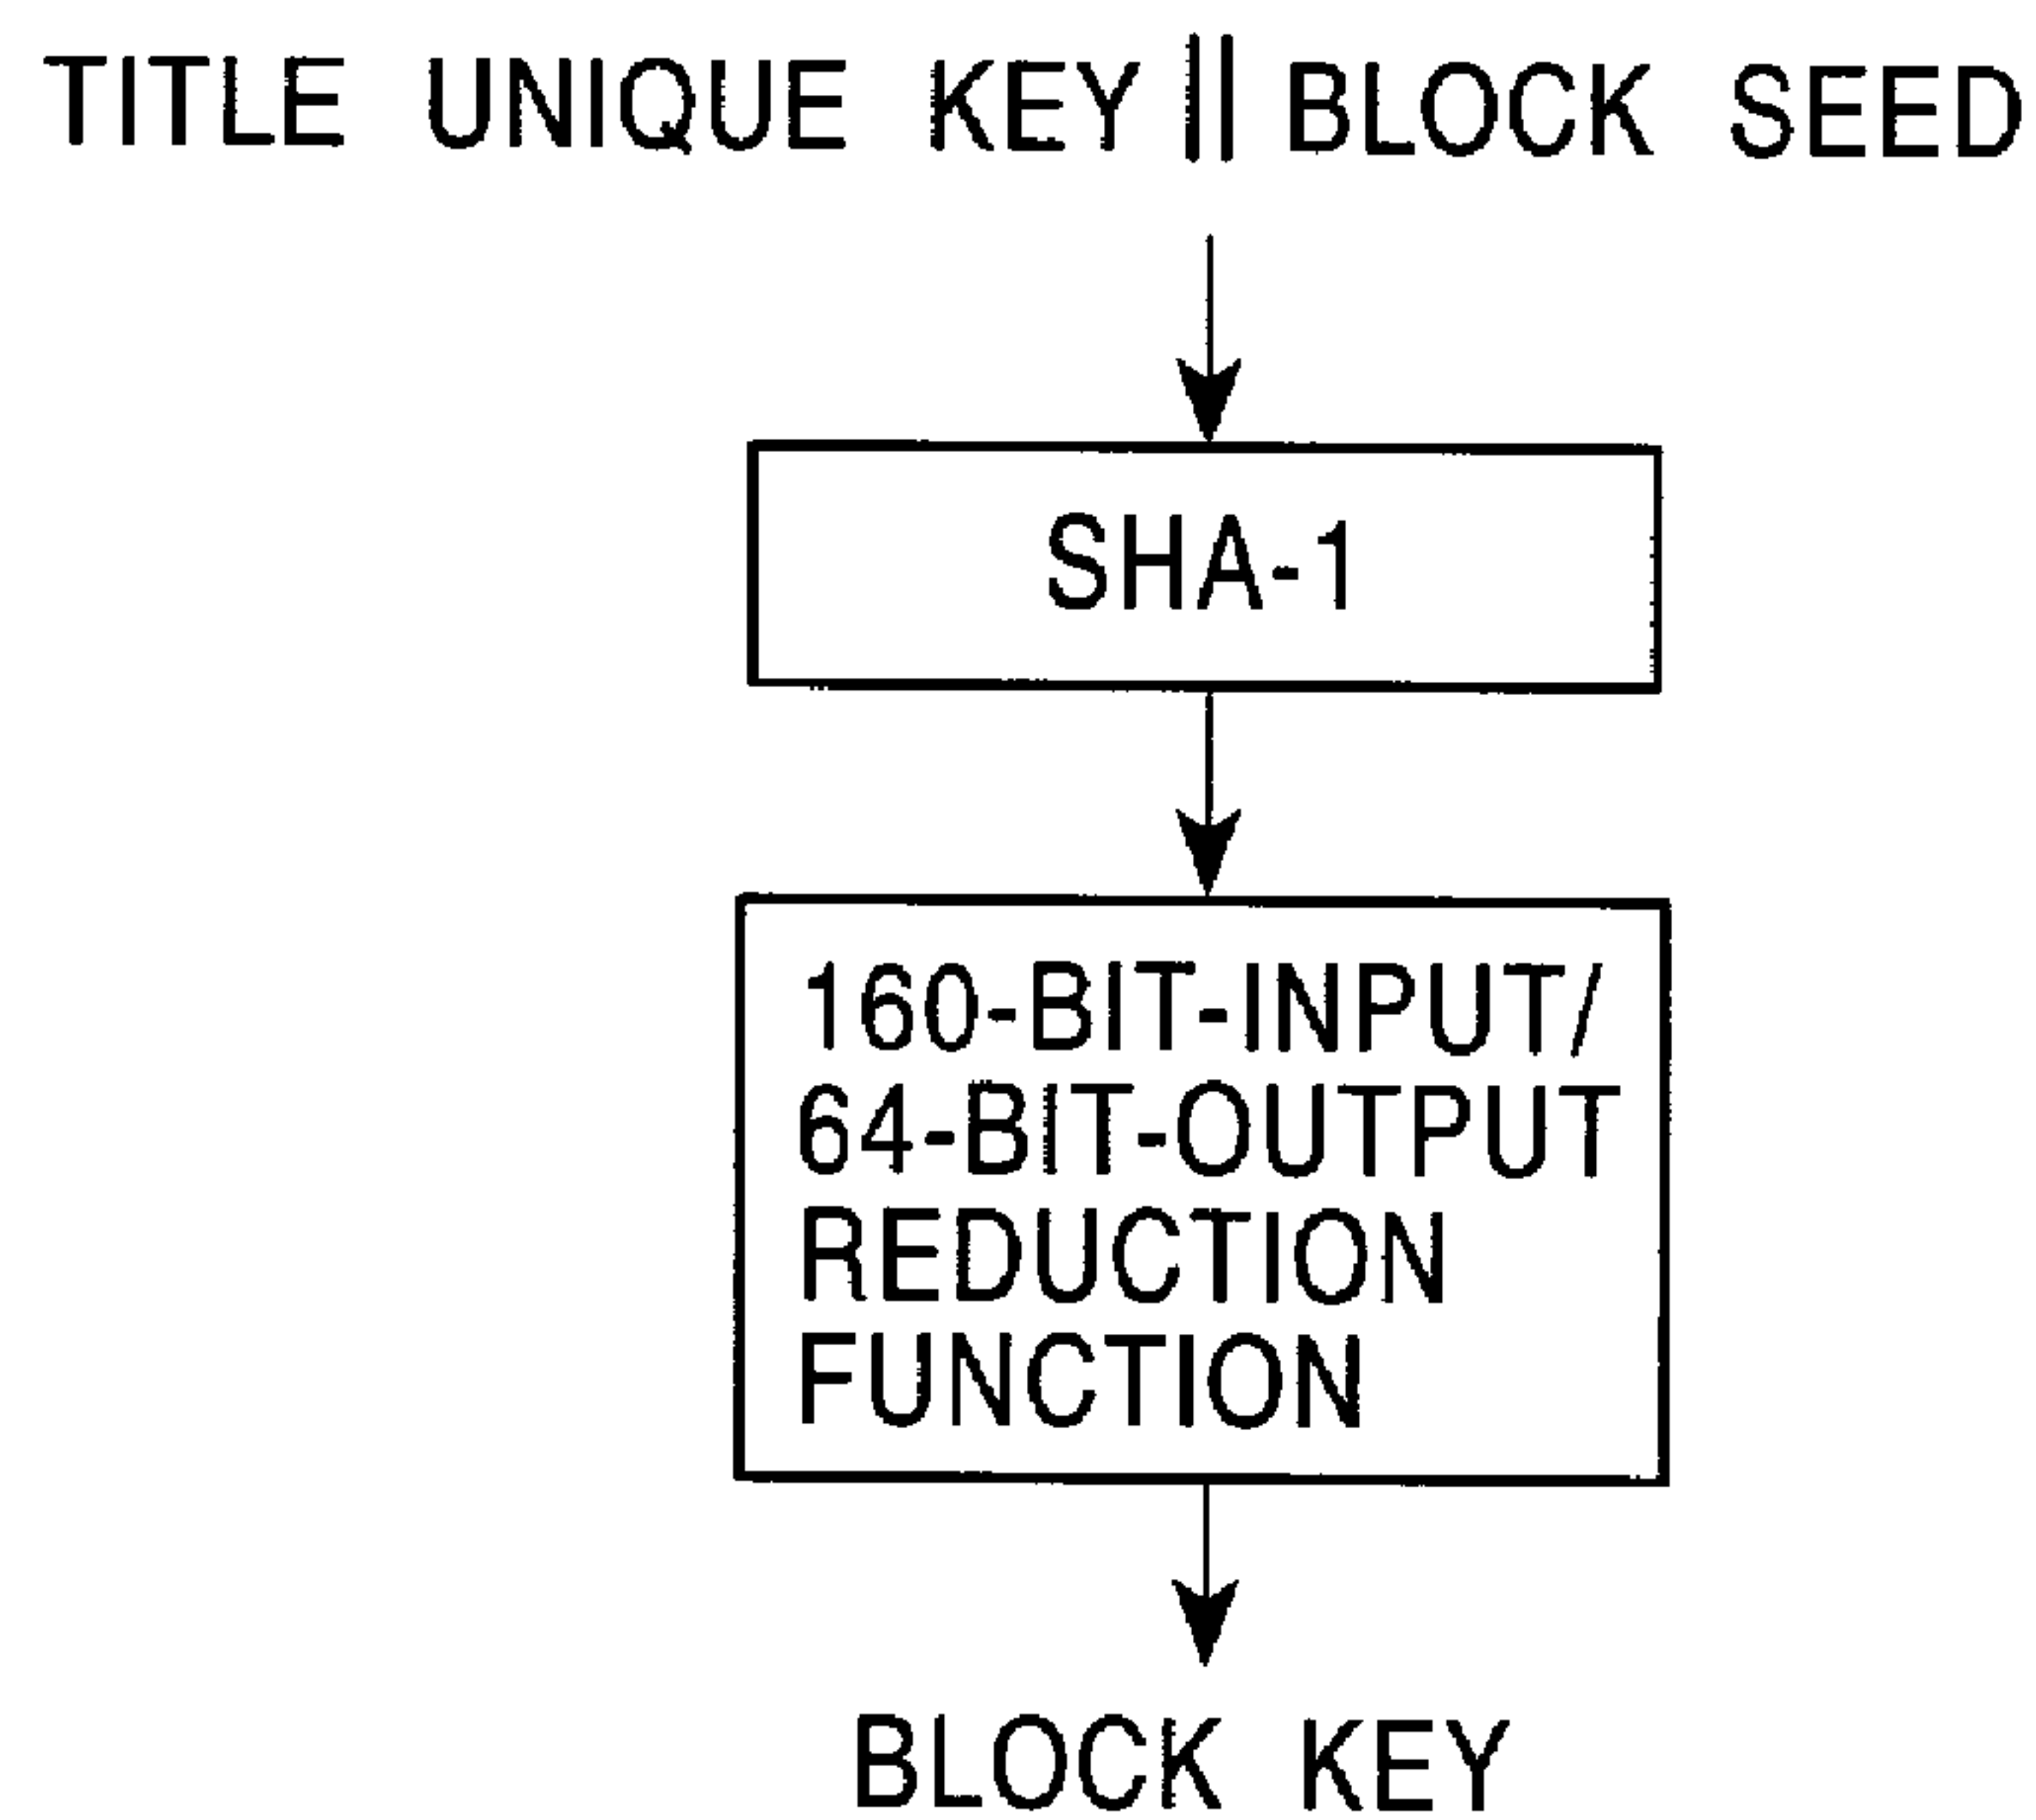 TITLE UNIQUE KEY || BLOCK SEED
SHA-1
160-BIT-INPUT/
64-BIT-OUTPUT
REDUCTION
FUNCTION
BLOCK KEY